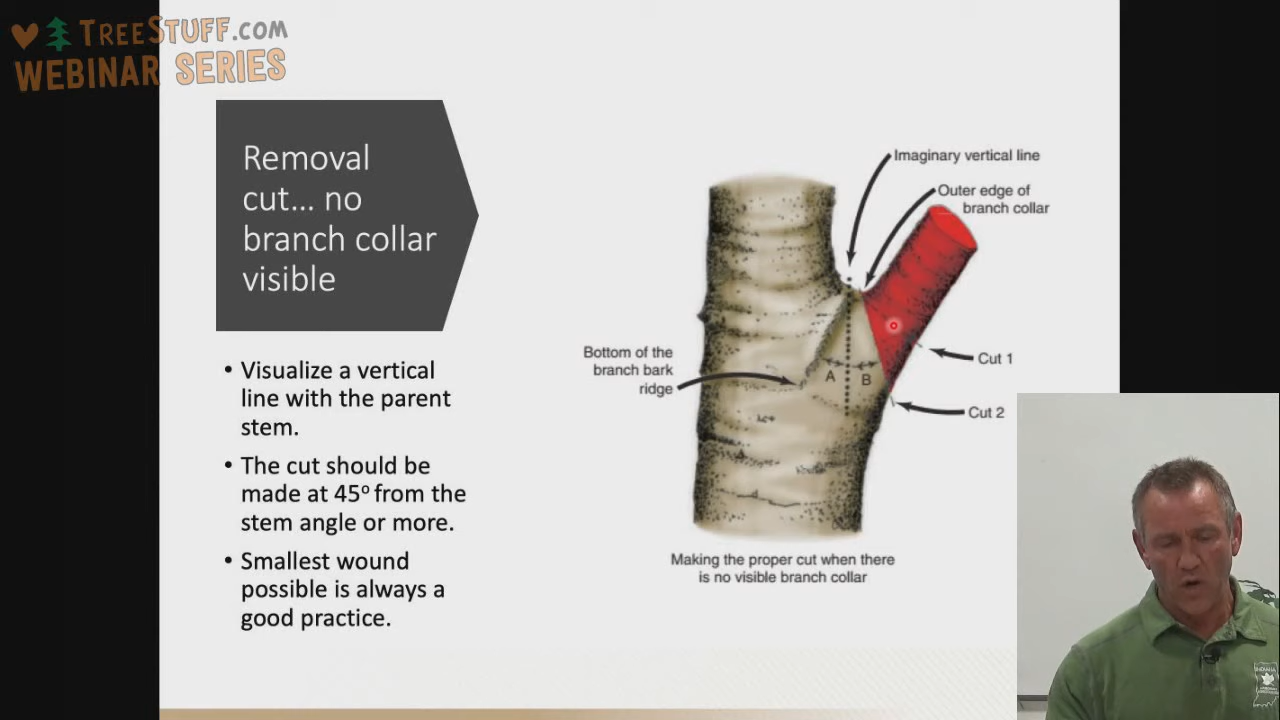 TREESTUFF.COM
WEBINAR SERIES
Removal
cut... no
branch collar
visible
• Visualize a vertical
line with the parent
stem.
• The cut should be
made at 45º from the
stem angle or more.
• Smallest wound
possible is always a
good practice.
Imaginary vertical line
Outer edge of
branch collar
Bottom of the
branch bark
ridge
A
B
Cut 1
Cut 2
Making the proper cut when there
is no visible branch collar